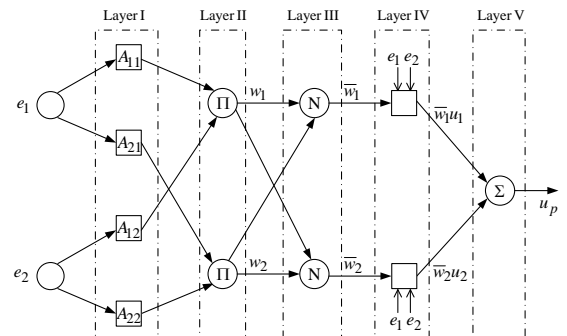 Layer I Layer II Layer III Layer IV Layer V
e₁ e₂
A₁₁
e₁ Π w₁ N w̅₁
w̅₁u₁
A₂₁
Σ
u_p
A₁₂
w̅₂u₂
e₂ Π w₂ N w̅₂
A₂₂
e₁ e₂